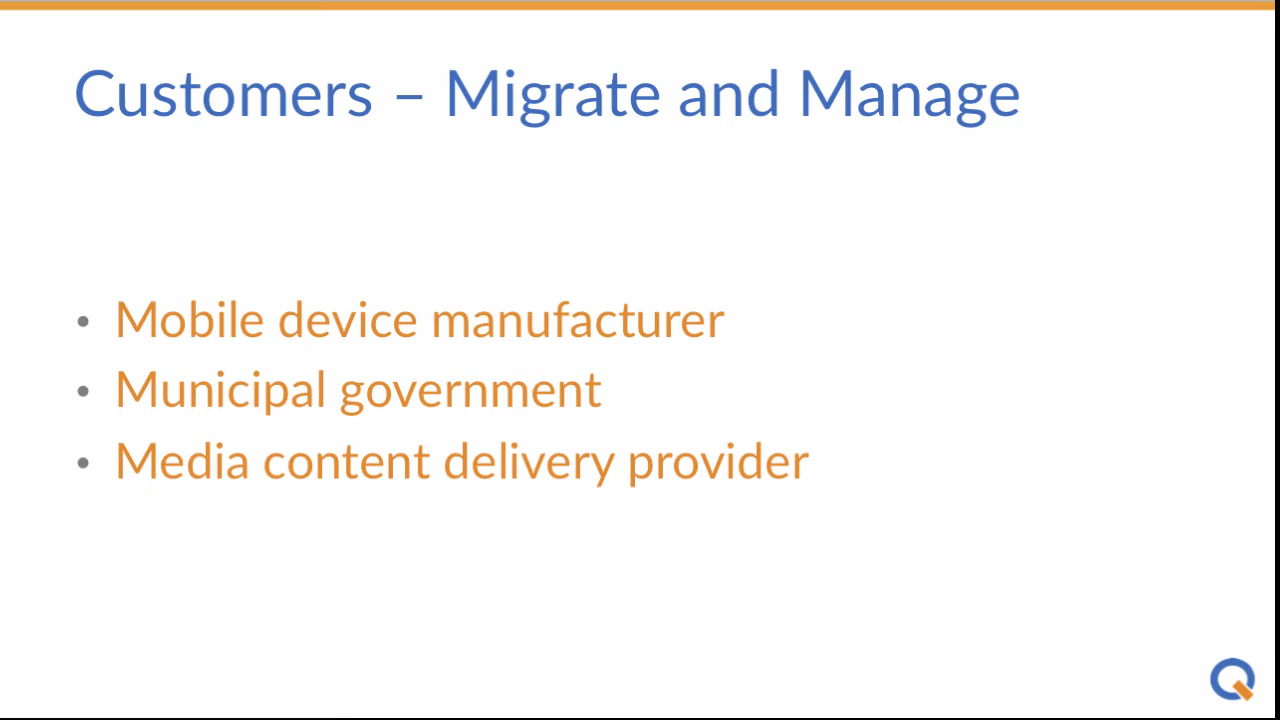 Customers – Migrate and Manage
• Mobile device manufacturer
• Municipal government
• Media content delivery provider